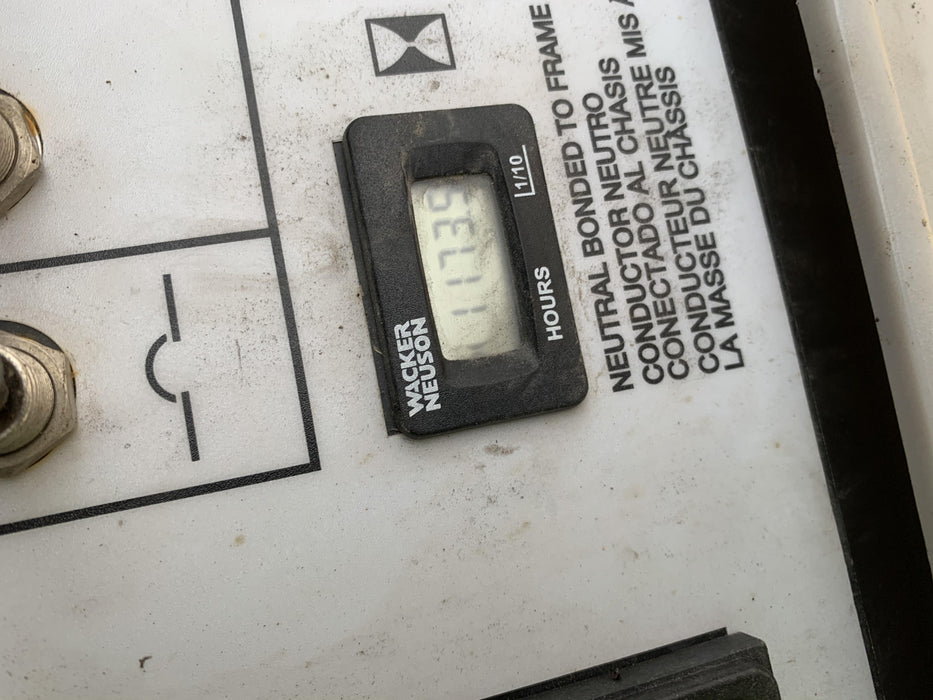 WACKER
NEUSON
11739
HOURS
1/10
NEUTRAL BONDED TO FRAME
CONDUCTOR NEUTRO
CONECTADO AL CHASIS
CONDUCTEUR NEUTRE MIS À
LA MASSE DU CHÂSSIS